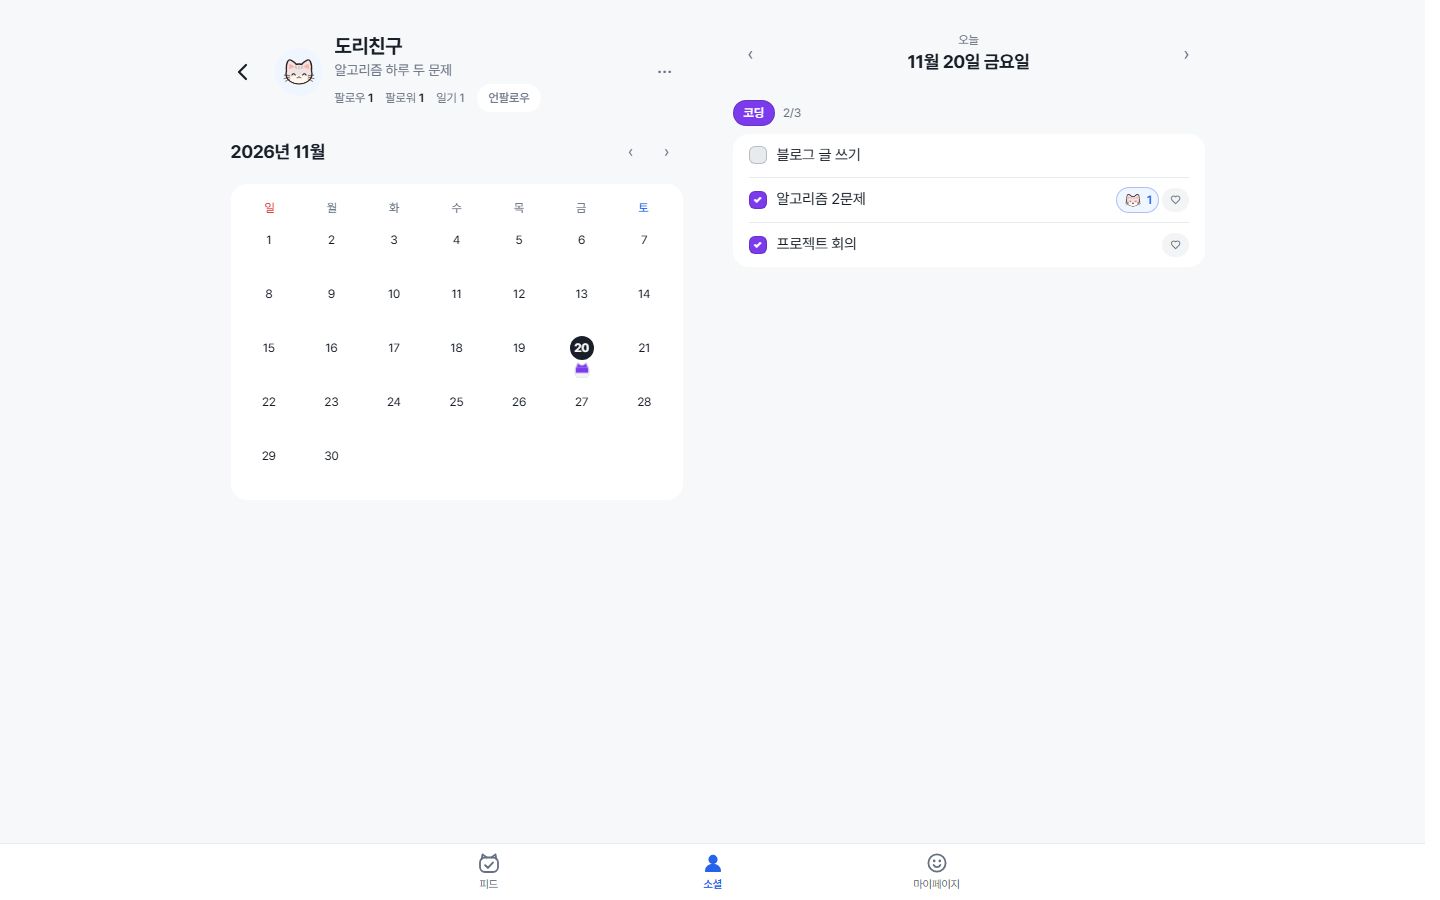 도리친구
알고리즘 하루 두 문제
팔로우 1 팔로워 1 일기 1 언팔로우
2026년 11월
일 월 화 수 목 금 토
1 2 3 4 5 6 7
8 9 10 11 12 13 14
15 16 17 18 19 20 21
22 23 24 25 26 27 28
29 30
오늘
11월 20일 금요일
코딩 2/3
블로그 글 쓰기
알고리즘 2문제 1
프로젝트 회의
피드 소셜 마이페이지